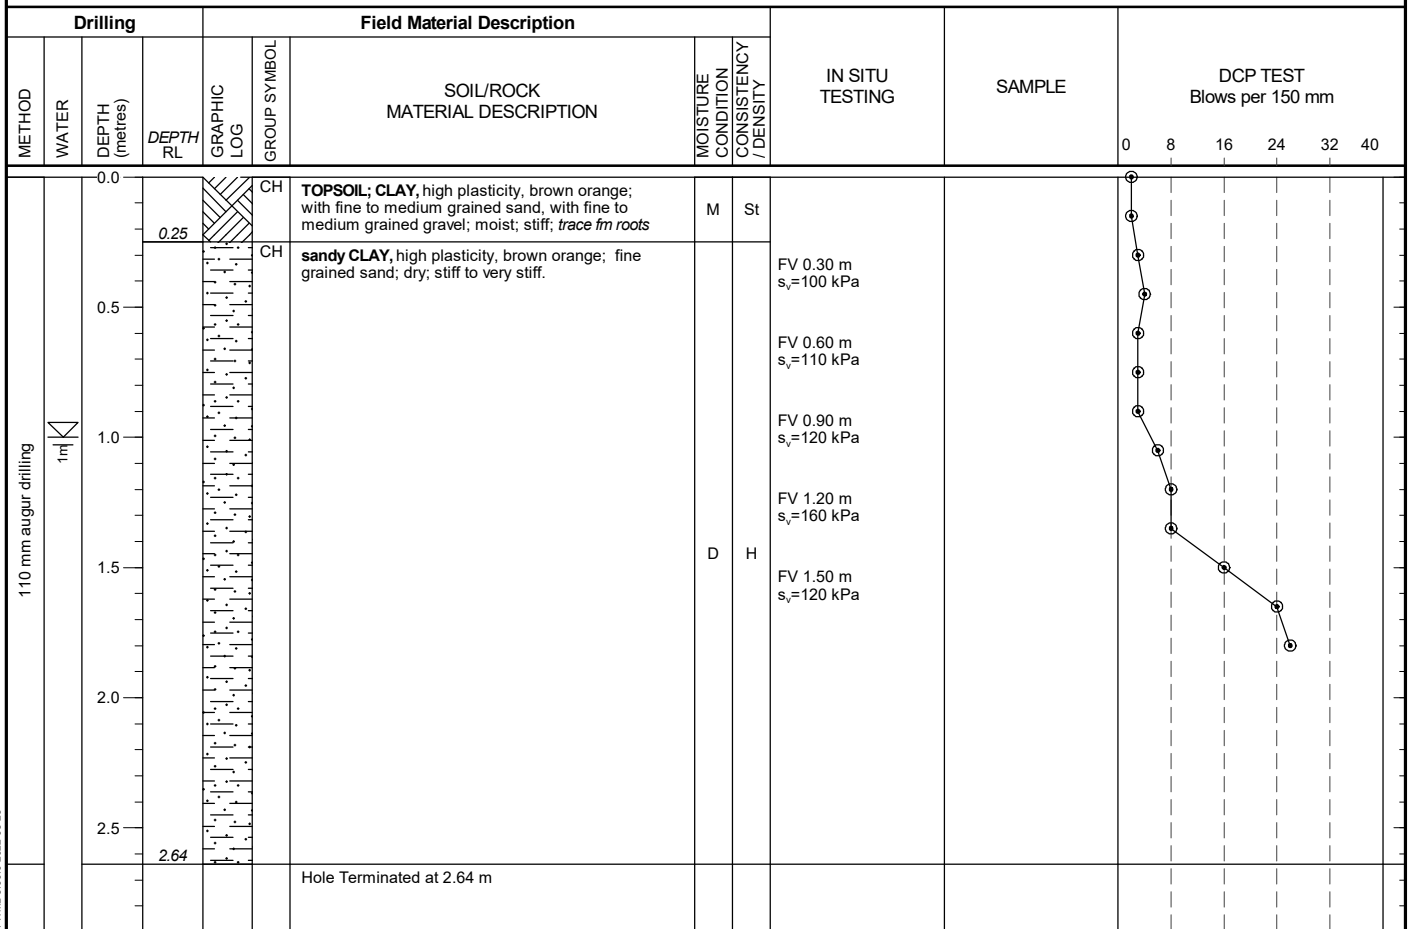 Drilling
Field Material Description
METHOD
WATER
DEPTH
(metres)
DEPTH
RL
GRAPHIC
LOG
GROUP SYMBOL
SOIL/ROCK
MATERIAL DESCRIPTION
MOISTURE
CONDITION
CONSISTENCY
/ DENSITY
IN SITU
TESTING
SAMPLE
DCP TEST
Blows per 150 mm
0 8 16 24 32 40
110 mm augur drilling
1m
0.0
0.5
1.0
1.5
2.0
2.5
0.25
2.64
CH
TOPSOIL; CLAY, high plasticity, brown orange;
with fine to medium grained sand, with fine to
medium grained gravel; moist; stiff; trace fm roots
M St
CH
sandy CLAY, high plasticity, brown orange; fine
grained sand; dry; stiff to very stiff.
D H
FV 0.30 m
sv=100 kPa
FV 0.60 m
sv=110 kPa
FV 0.90 m
sv=120 kPa
FV 1.20 m
sv=160 kPa
FV 1.50 m
sv=120 kPa
Hole Terminated at 2.64 m